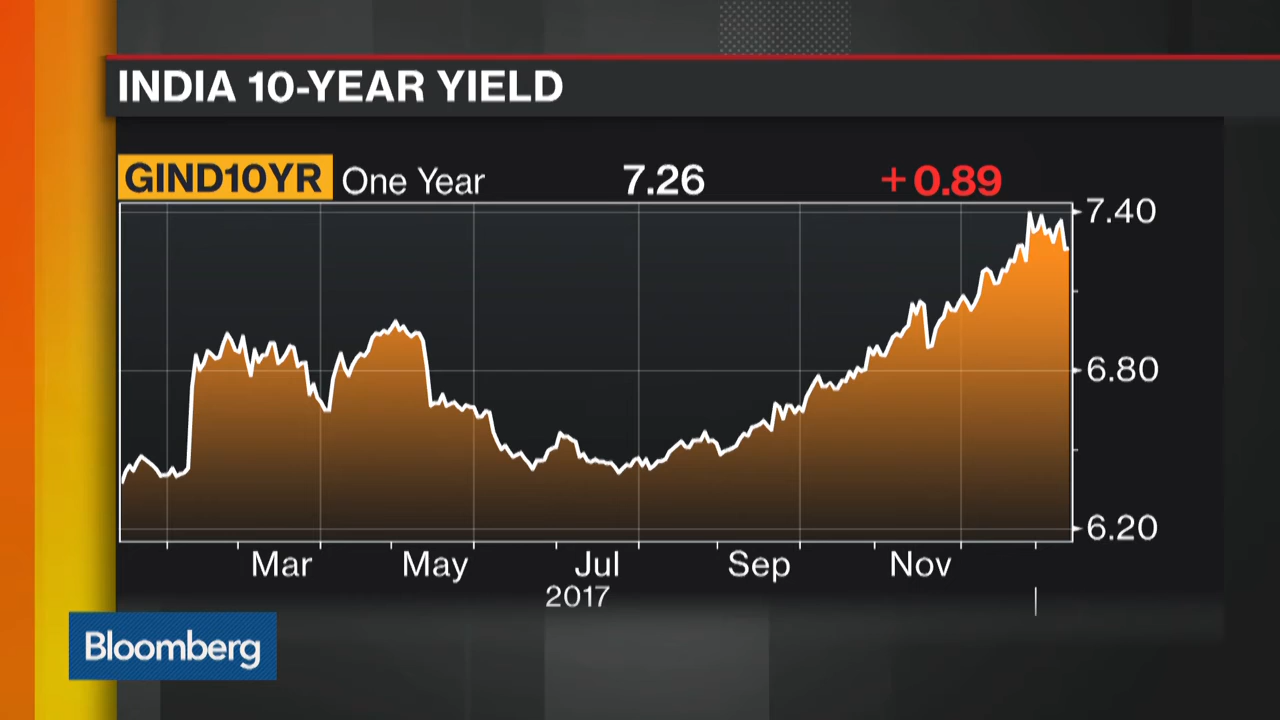 INDIA 10-YEAR YIELD
GIND10YR One Year 7.26 +0.89
7.40
6.80
6.20
Mar May Jul Sep Nov
2017
Bloomberg